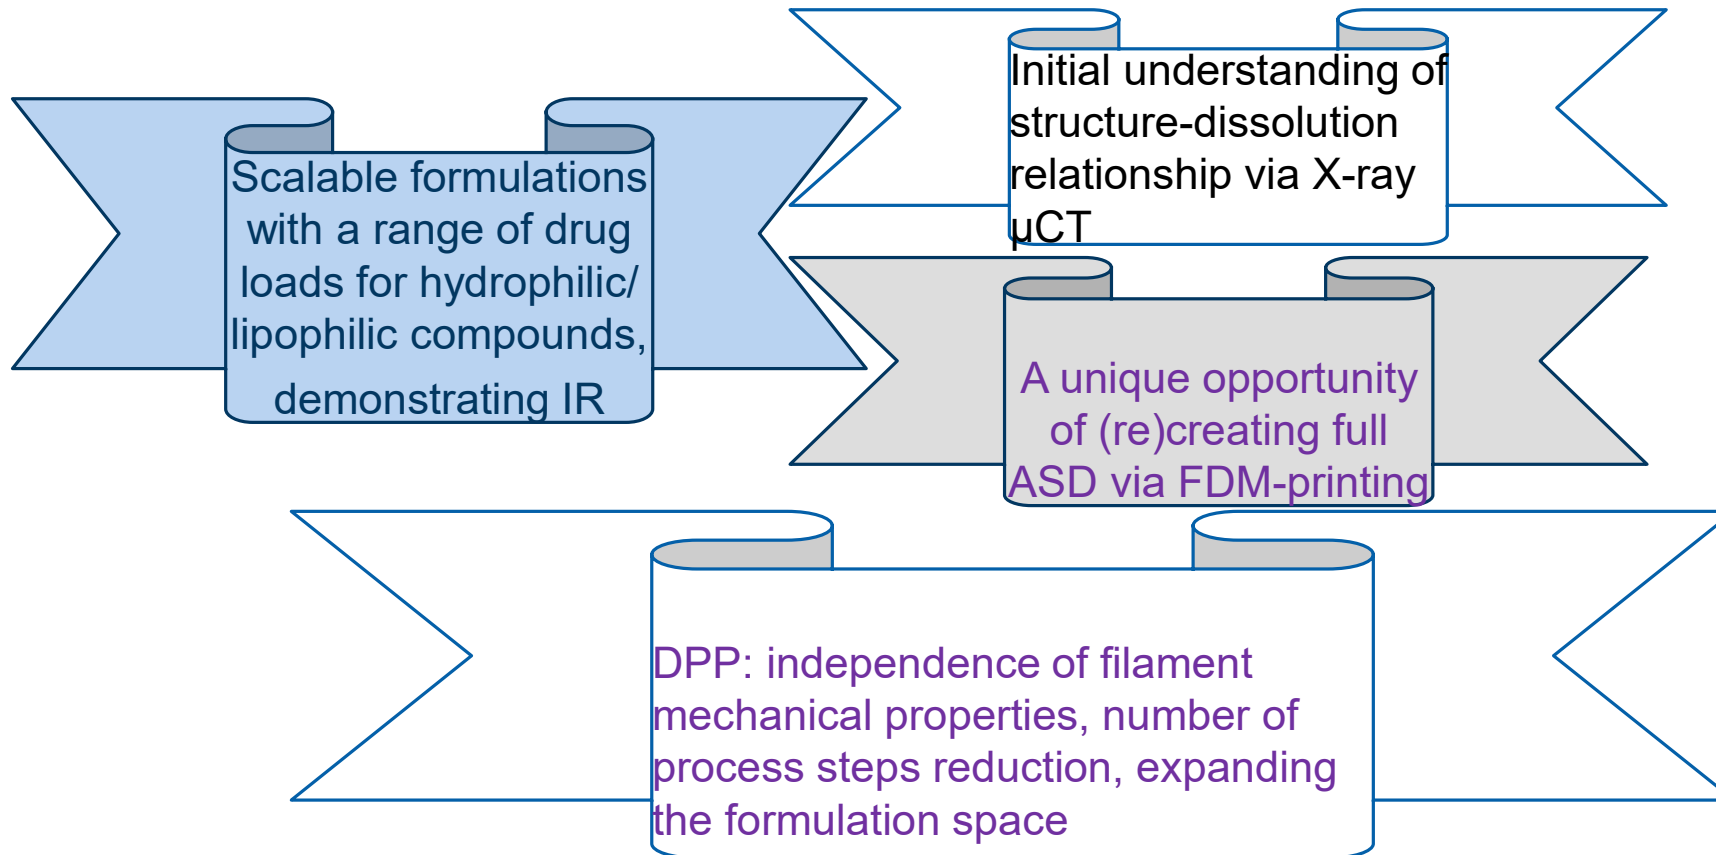 Scalable formulations
with a range of drug
loads for hydrophilic/
lipophilic compounds,
demonstrating IR
Initial understanding of
structure-dissolution
relationship via X-ray
µCT
A unique opportunity
of (re)creating full
ASD via FDM-printing
DPP: independence of filament
mechanical properties, number of
process steps reduction, expanding
the formulation space